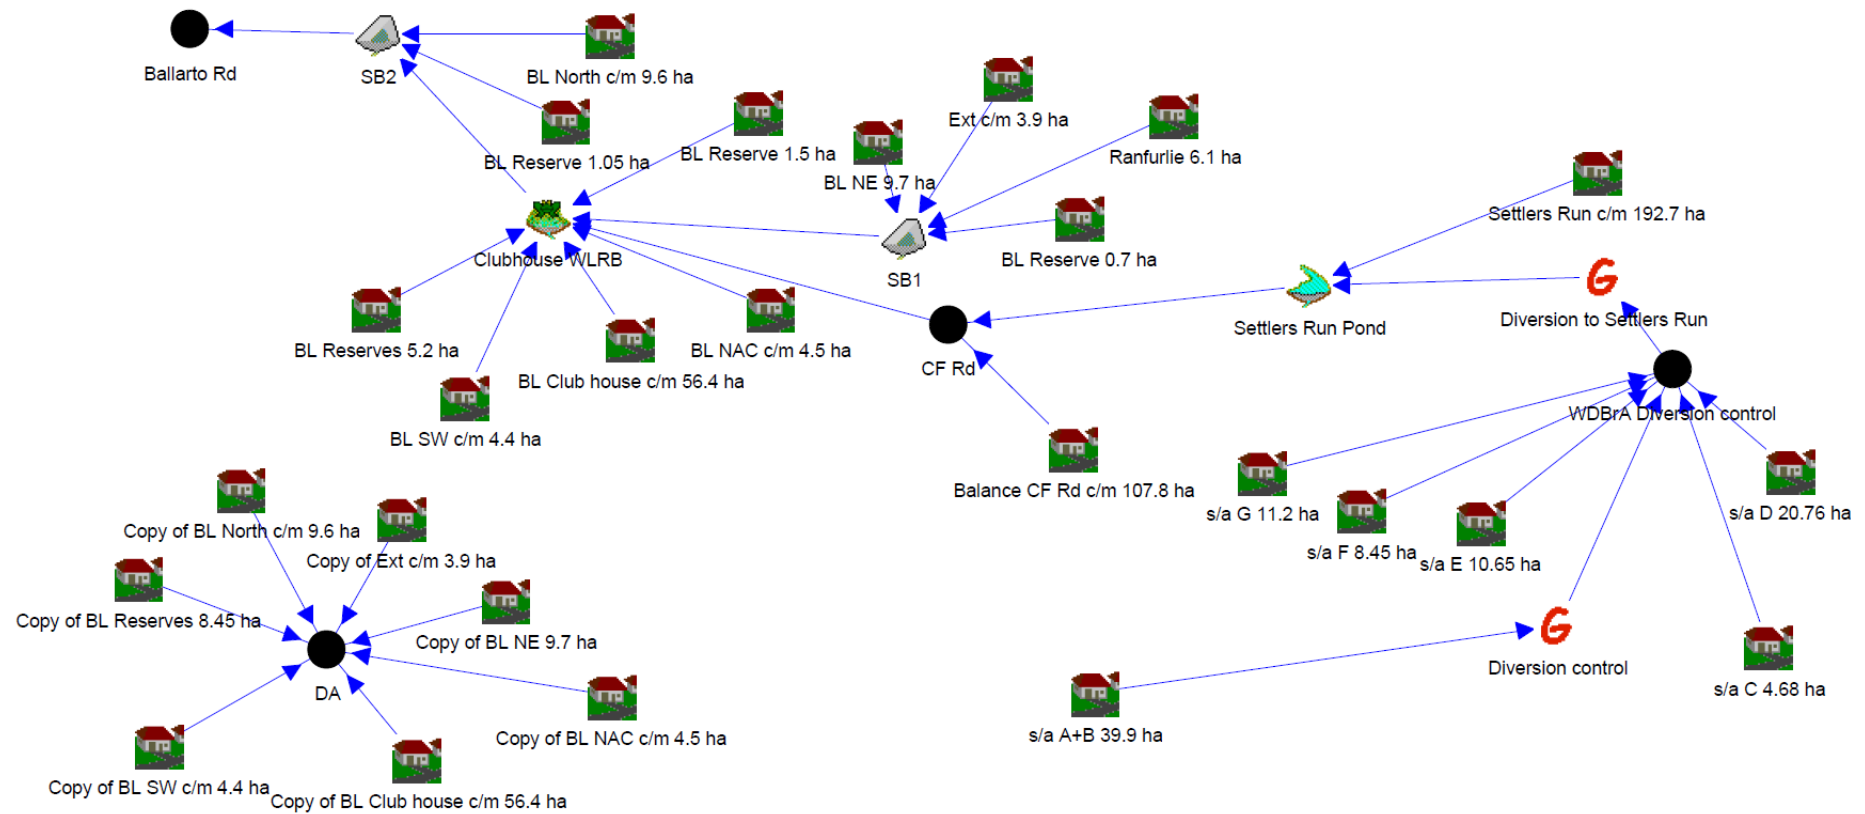 Ballarto Rd
SB2
BL North c/m 9.6 ha
BL Reserve 1.05 ha
BL Reserve 1.5 ha
Ext c/m 3.9 ha
BL NE 9.7 ha
Ranfurlie 6.1 ha
Settlers Run c/m 192.7 ha
Clubhouse WLRB
SB1
BL Reserve 0.7 ha
Settlers Run Pond
Diversion to Settlers Run
BL Reserves 5.2 ha
BL Club house c/m 56.4 ha
BL NAC c/m 4.5 ha
CF Rd
BL SW c/m 4.4 ha
WDBrA Diversion control
Balance CF Rd c/m 107.8 ha
s/a G 11.2 ha
s/a F 8.45 ha
s/a E 10.65 ha
s/a D 20.76 ha
Copy of BL North c/m 9.6 ha
Copy of Ext c/m 3.9 ha
Copy of BL Reserves 8.45 ha
Copy of BL NE 9.7 ha
G
G
Diversion control
s/a C 4.68 ha
DA
s/a A+B 39.9 ha
Copy of BL NAC c/m 4.5 ha
Copy of BL SW c/m 4.4 ha
Copy of BL Club house c/m 56.4 ha